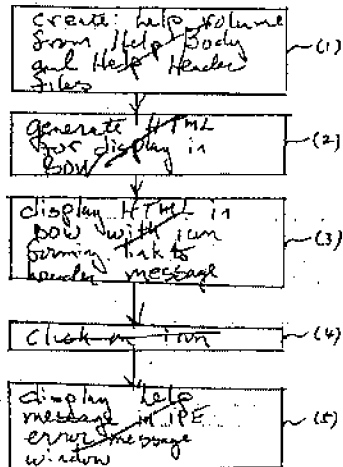 create help volume
from Help Body
and Help Header
files
(1)
generate HTML
for display in
BDW
(2)
display HTML in
BDW with icon
forming link to
header message
(3)
click on icon
(4)
display help
message in IPE
error message
window
(5)